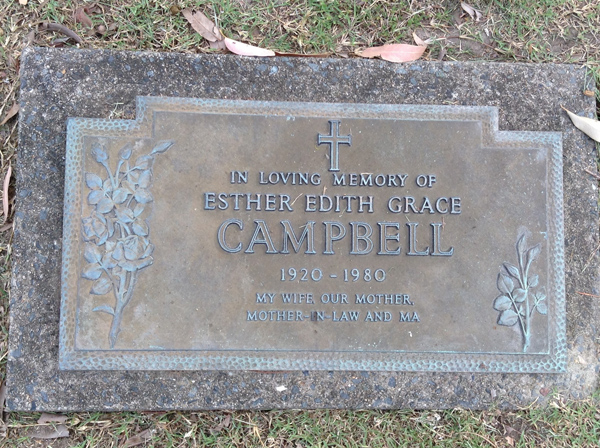 IN LOVING MEMORY OF
ESTHER EDITH GRACE
CAMPBELL
1920 - 1980
MY WIFE, OUR MOTHER,
MOTHER-IN-LAW AND MA